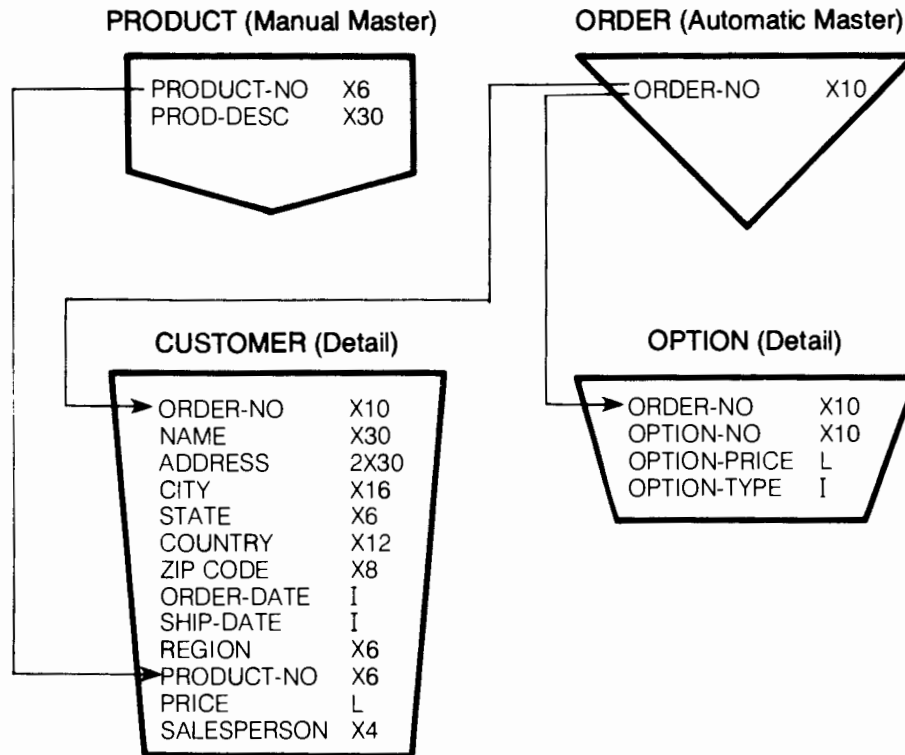 PRODUCT (Manual Master)
PRODUCT-NO X6
PROD-DESC X30
ORDER (Automatic Master)
ORDER-NO X10
CUSTOMER (Detail)
ORDER-NO X10
NAME X30
ADDRESS 2X30
CITY X16
STATE X6
COUNTRY X12
ZIP CODE X8
ORDER-DATE I
SHIP-DATE I
REGION X6
PRODUCT-NO X6
PRICE L
SALESPERSON X4
OPTION (Detail)
ORDER-NO X10
OPTION-NO X10
OPTION-PRICE L
OPTION-TYPE I